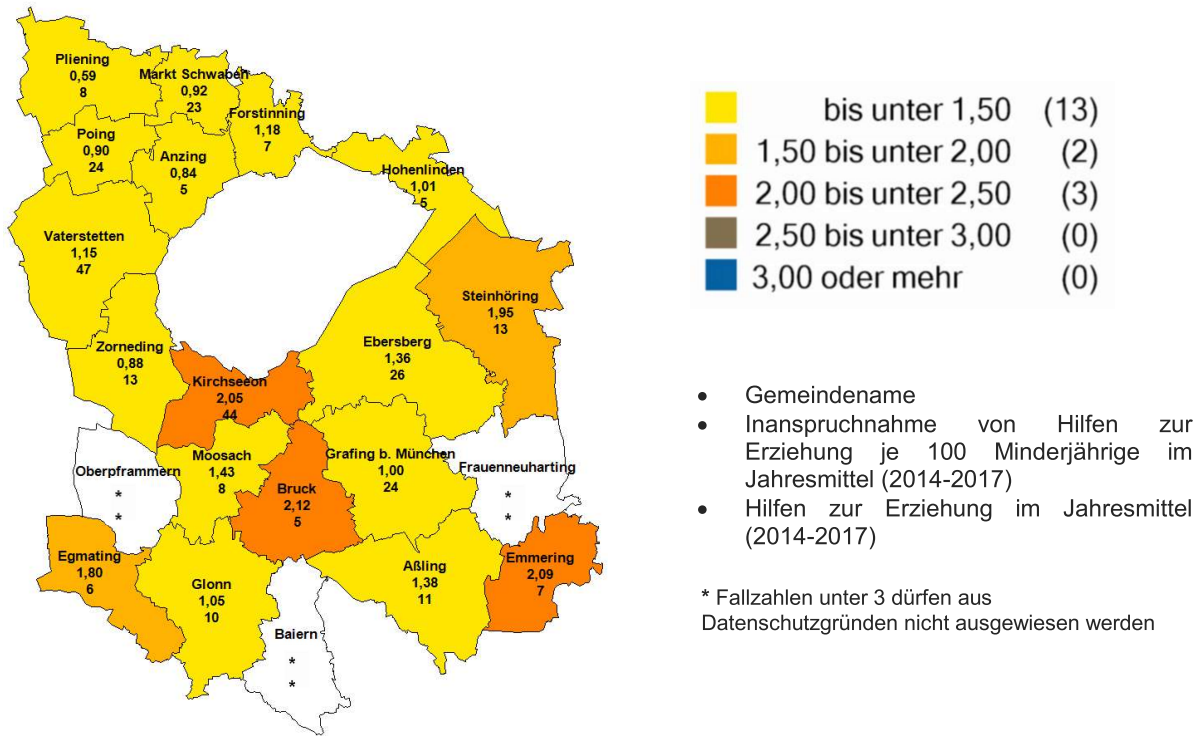 Pliening
0,59
8
Markt Schwaben
0,92
23
Forstinning
1,18
7
Poing
0,90
24
Anzing
0,84
5
Hohenlinden
1,01
5
Vaterstetten
1,15
47
Steinhöring
1,95
13
Zorneding
0,88
13
Ebersberg
1,36
26
Kirchseeon
2,05
44
Oberpframmern
*
*
Moosach
1,43
8
Bruck
2,12
5
Grafing b. München
1,00
24
Frauenneuharting
*
*
Egmating
1,80
6
Glonn
1,05
10
Aßling
1,38
11
Emmering
2,09
7
Baiern
*
*
bis unter 1,50 (13)
1,50 bis unter 2,00 (2)
2,00 bis unter 2,50 (3)
2,50 bis unter 3,00 (0)
3,00 oder mehr (0)
• Gemeindename
• Inanspruchnahme von Hilfen zur
Erziehung je 100 Minderjährige im
Jahresmittel (2014-2017)
• Hilfen zur Erziehung im Jahresmittel
(2014-2017)
* Fallzahlen unter 3 dürfen aus
Datenschutzgründen nicht ausgewiesen werden